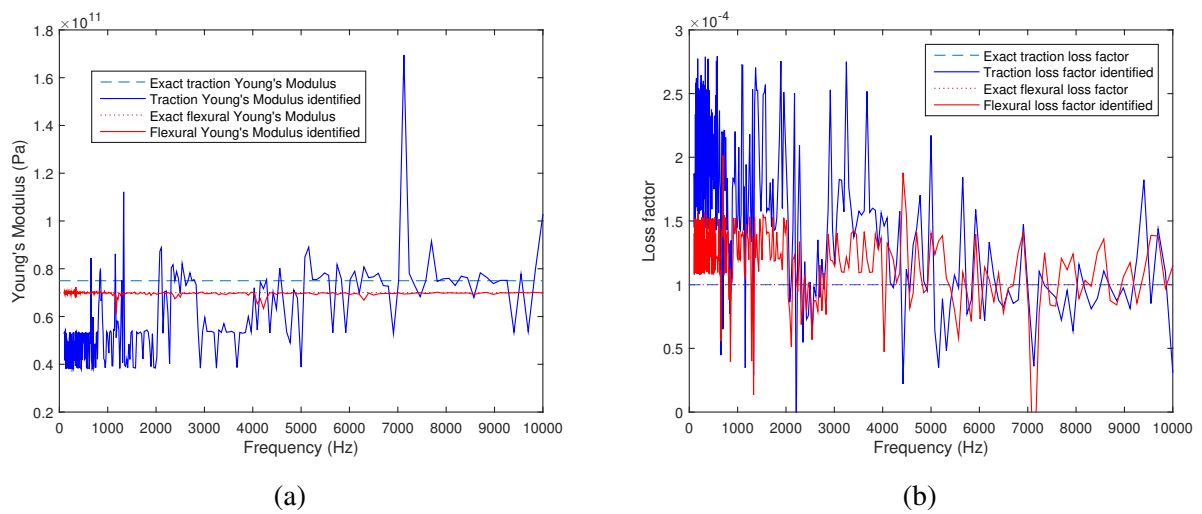 ×10¹¹
1.8
1.6
1.4
1.2
1
0.8
0.6
0.4
0.2
Young's Modulus (Pa)
Exact traction Young's Modulus
Traction Young's Modulus identified
Exact flexural Young's Modulus
Flexural Young's Modulus identified
0 1000 2000 3000 4000 5000 6000 7000 8000 9000 10000
Frequency (Hz)
(a)
×10⁻⁴
3
2.5
2
1.5
1
0.5
0
Loss factor
Exact traction loss factor
Traction loss factor identified
Exact flexural loss factor
Flexural loss factor identified
0 1000 2000 3000 4000 5000 6000 7000 8000 9000 10000
Frequency (Hz)
(b)